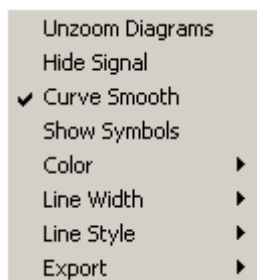 Unzoom Diagrams
Hide Signal
Curve Smooth
Show Symbols
Color
Line Width
Line Style
Export